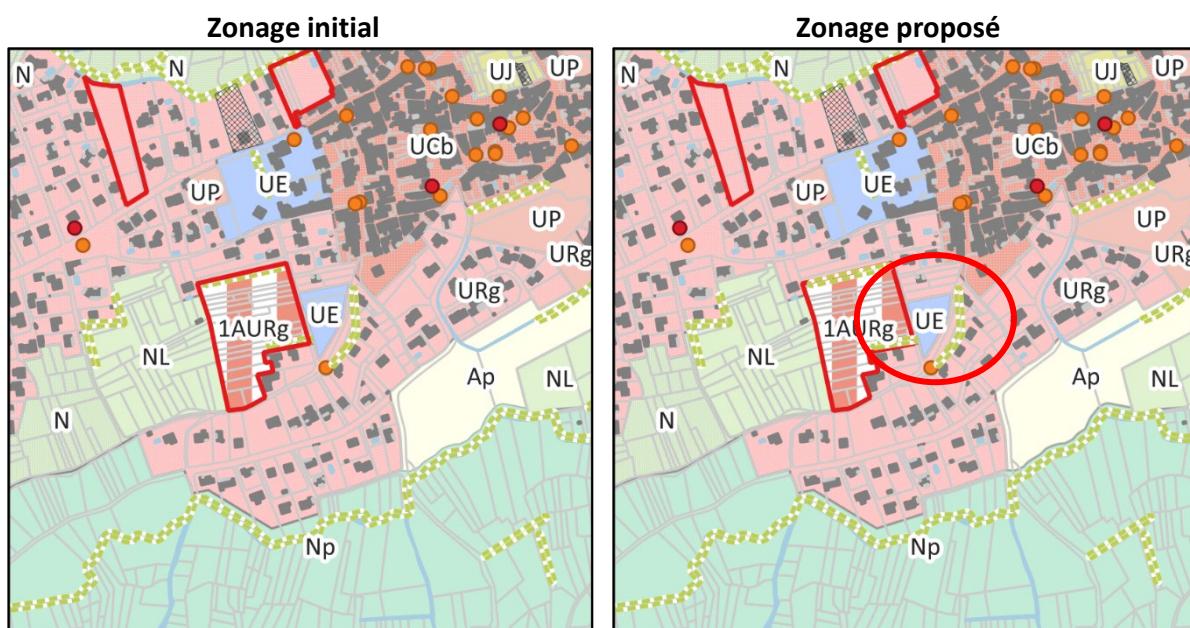 Zonage initial
Zonage proposé
N N UJ UP
UCb
UE
UP
UP
URg
URg
1AURg UE
NL
Ap NL
N
Np
N N UJ UP
UCb
UE
UP
UP
URg
URg
1AURg UE
NL
Ap NL
N
Np